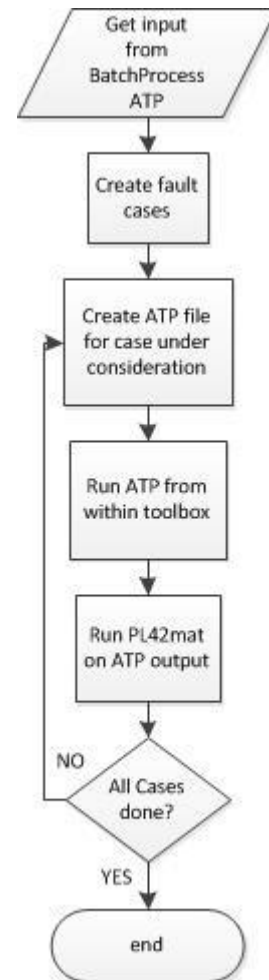 Get input
from
BatchProcess
ATP
Create fault
cases
Create ATP file
for case under
consideration
Run ATP from
within toolbox
Run PL42mat
on ATP output
NO
All Cases
done?
YES
end